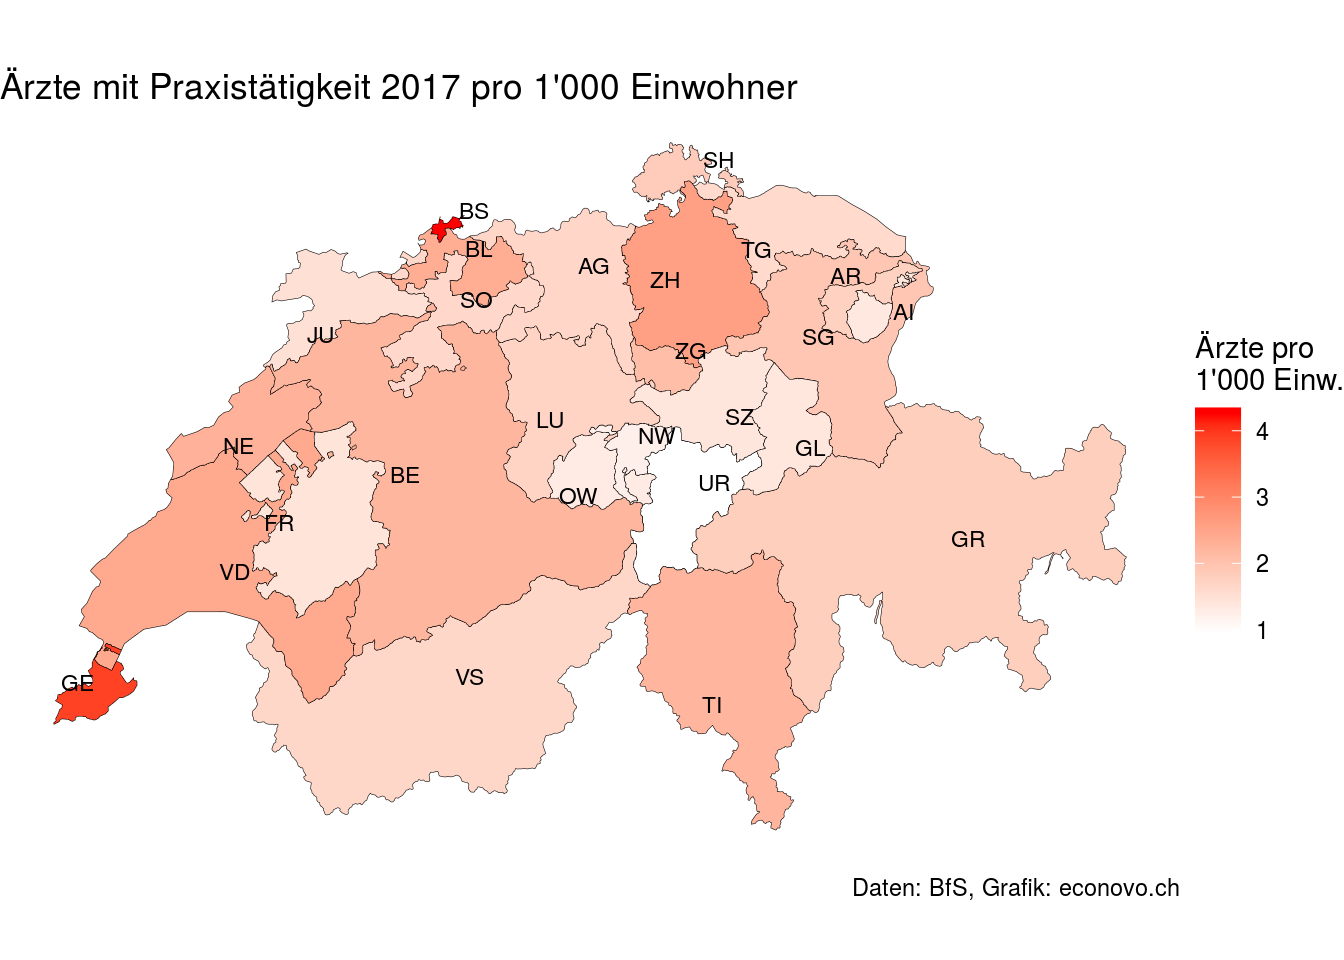 Ärzte mit Praxistätigkeit 2017 pro 1'000 Einwohner
SH
BS
BL
TG
AG
ZH
AR
SO
AI
JU
SG
ZG
LU
SZ
NE
NW
GL
BE
UR
OW
FR
GR
VD
VS
GE
TI
Ärzte pro
1'000 Einw.
4
3
2
1
Daten: BfS, Grafik: econovo.ch